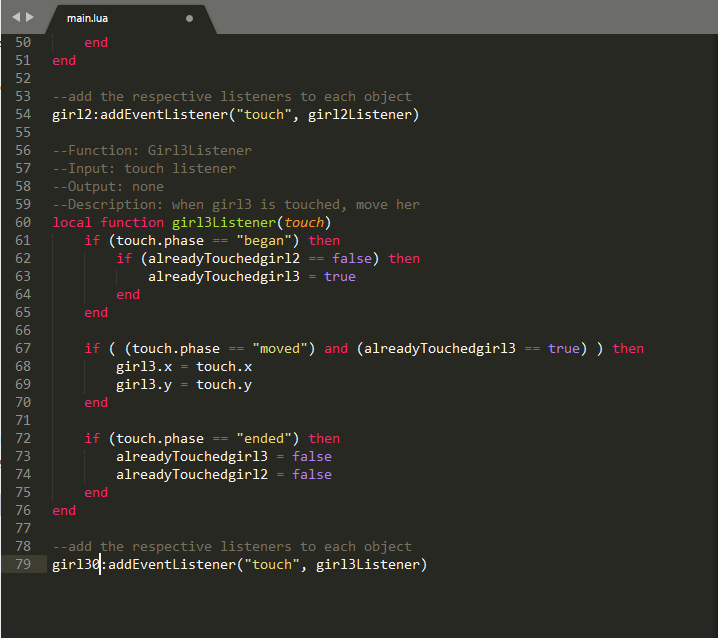 main.lua
50         end
51 end
52
53 --add the respective listeners to each object
54 girl2:addEventListener("touch", girl2Listener)
55
56 --Function: Girl3Listener
57 --Input: touch listener
58 --Output: none
59 --Description: when girl3 is touched, move her
60 local function girl3Listener(touch)
61     if (touch.phase == "began") then
62         if (alreadyTouchedgirl2 == false) then
63             alreadyTouchedgirl3 = true
64         end
65     end
66
67     if ( (touch.phase == "moved") and (alreadyTouchedgirl3 == true) ) then
68         girl3.x = touch.x
69         girl3.y = touch.y
70     end
71
72     if (touch.phase == "ended") then
73         alreadyTouchedgirl3 = false
74         alreadyTouchedgirl2 = false
75     end
76 end
77
78 --add the respective listeners to each object
79 girl30:addEventListener("touch", girl3Listener)